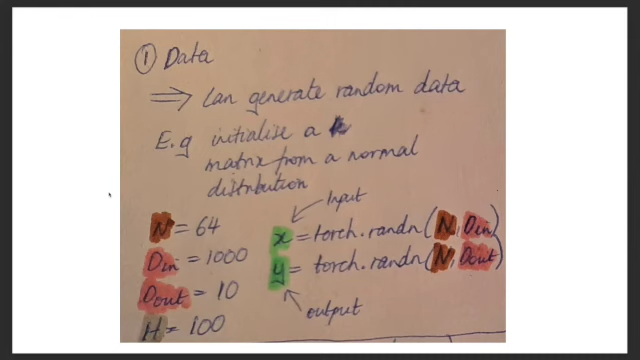 ① Data
⇒ Can generate random data
E.g initialise a
matrix from a normal
distribution
Input
N = 64
x = torch.randn(N, Din)
Din = 1000
y = torch.randn(N, Dout)
Dout = 10
output
H = 100